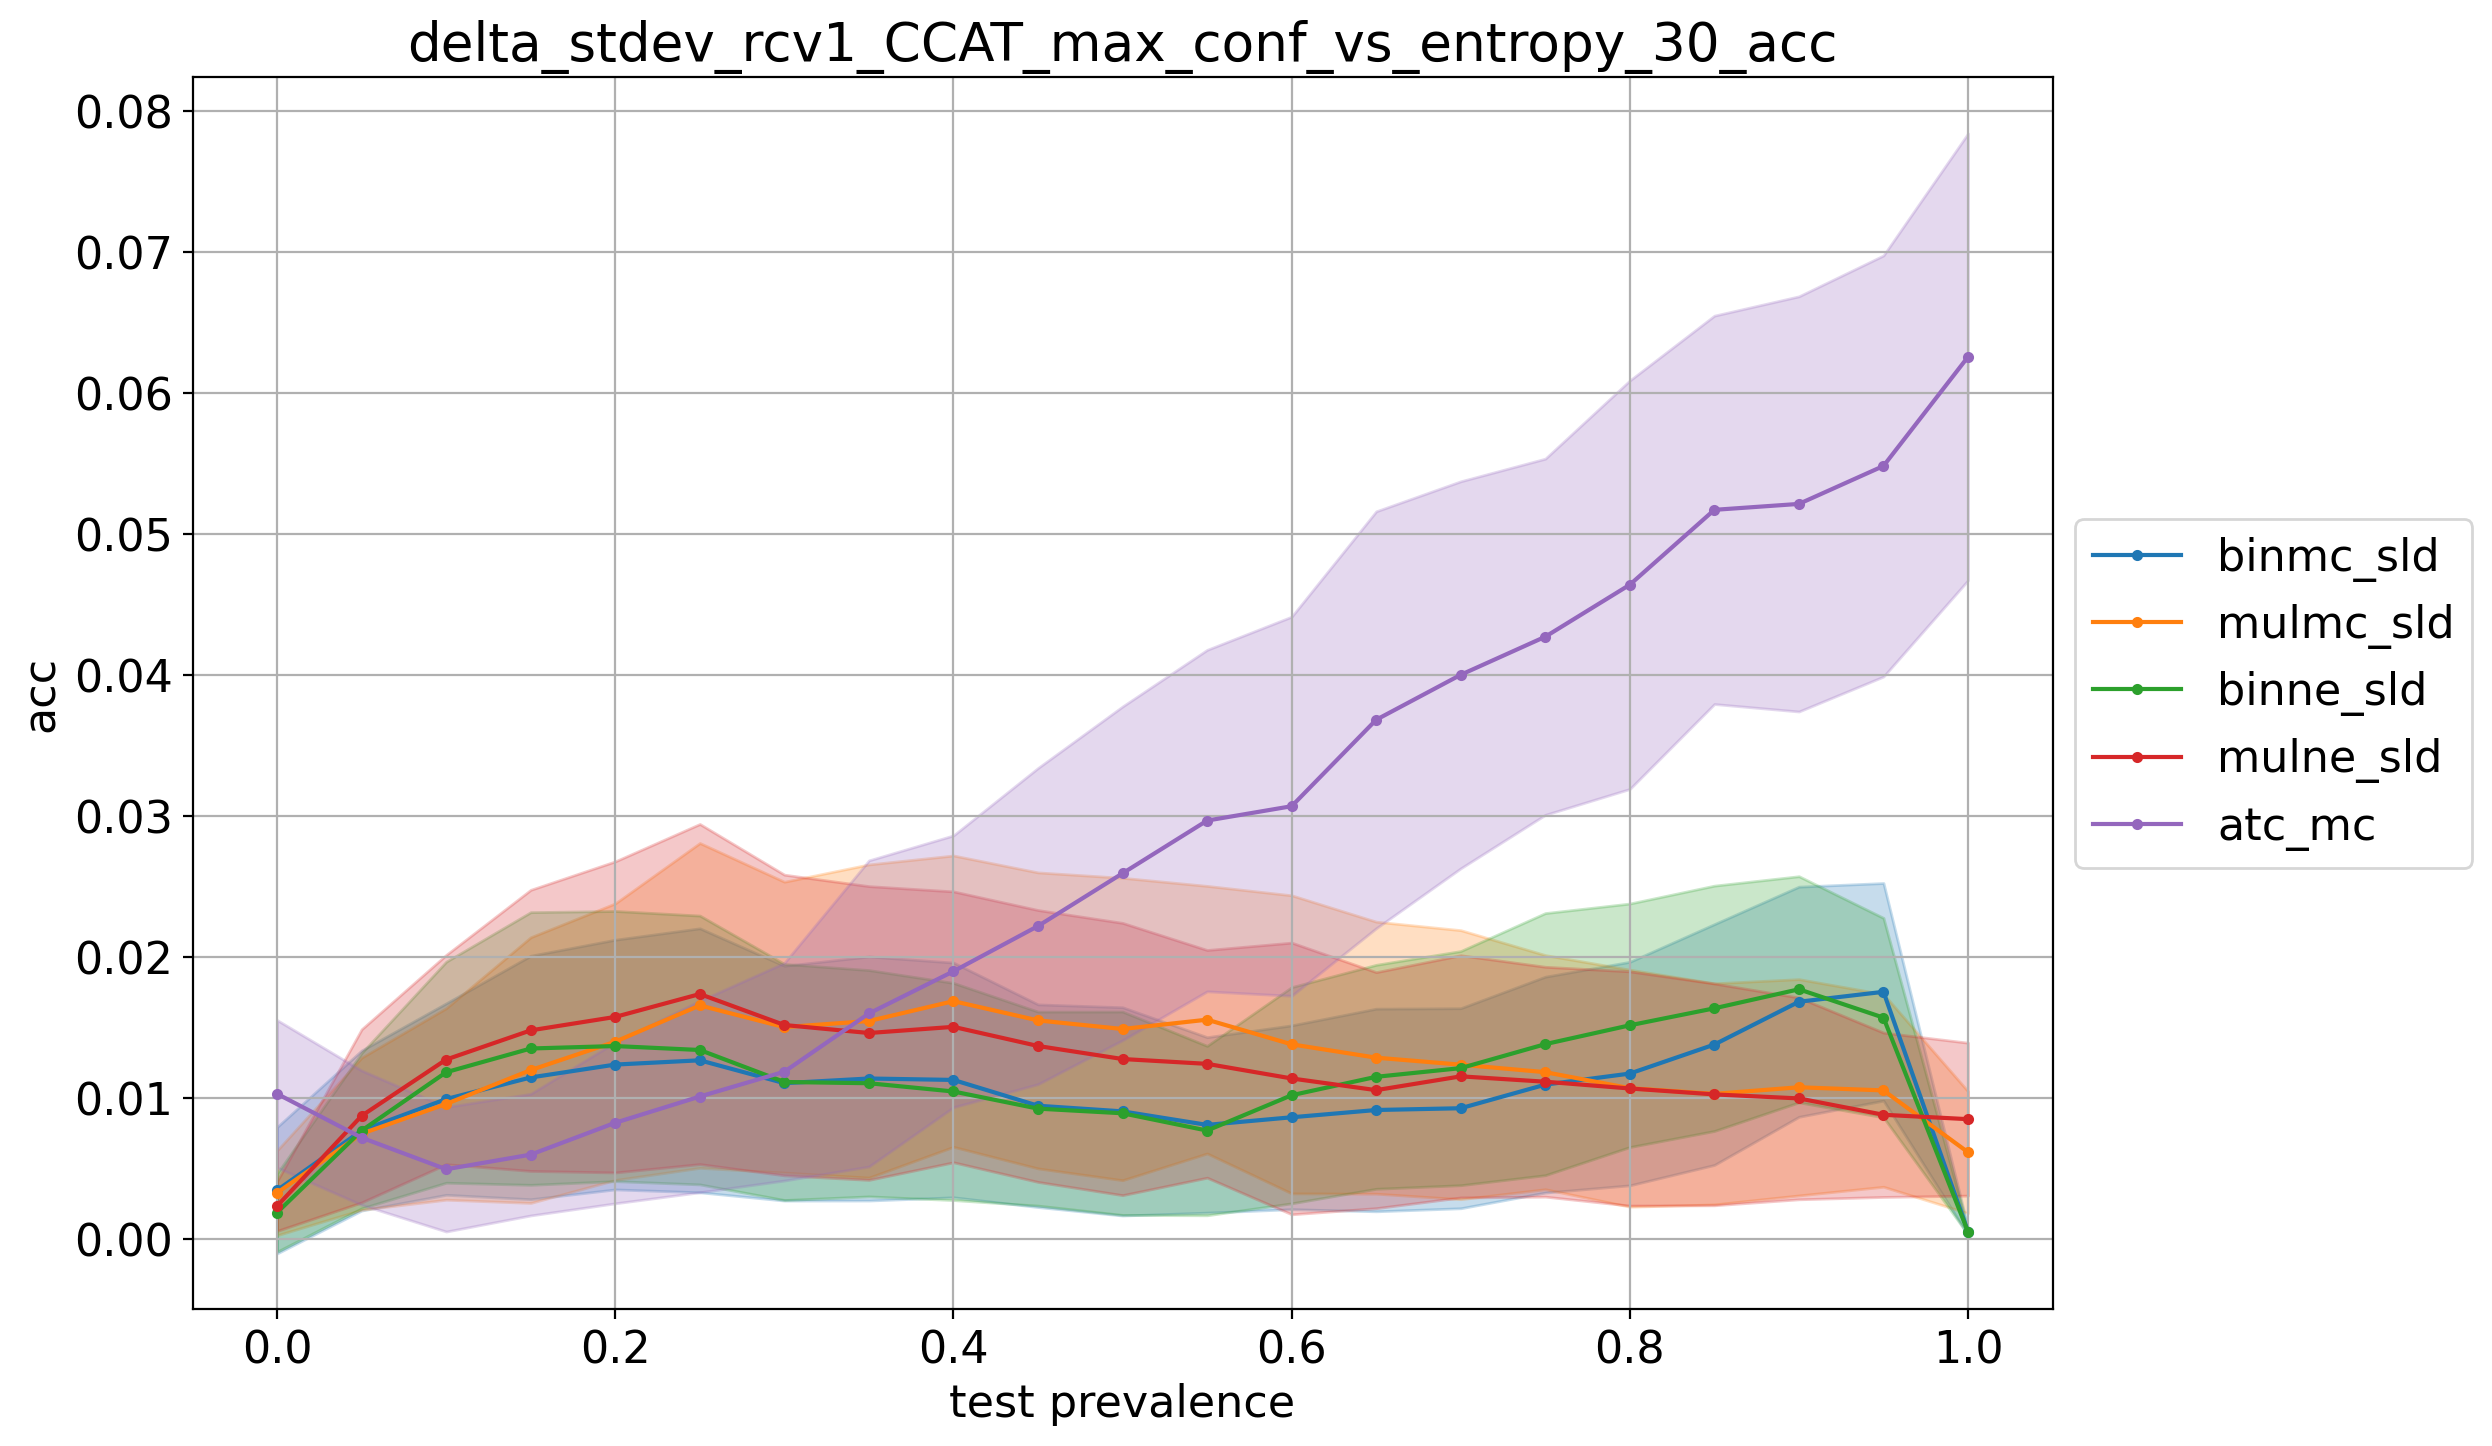 delta_stdev_rcv1_CCAT_max_conf_vs_entropy_30_acc
0.08
0.07
0.06
0.05
0.04
0.03
0.02
0.01
0.00
acc
0.0 0.2 0.4 0.6 0.8 1.0
test prevalence
binmc_sld
mulmc_sld
binne_sld
mulne_sld
atc_mc